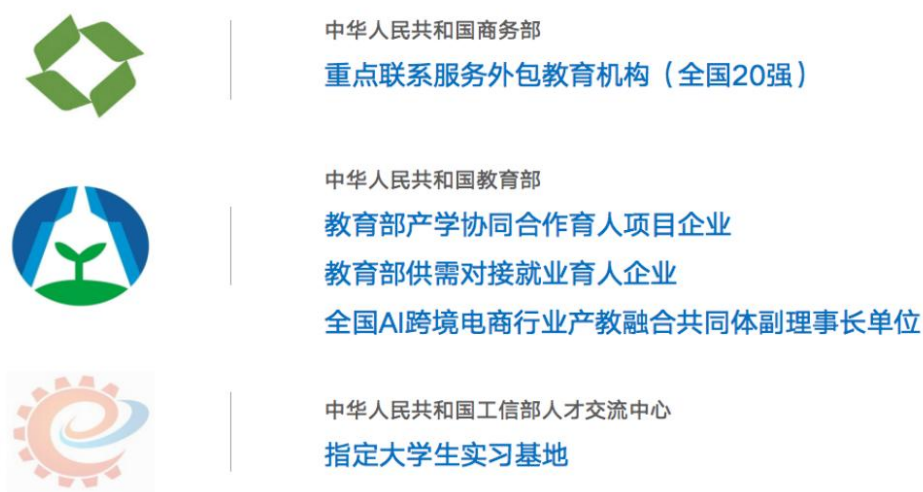 中华人民共和国商务部
重点联系服务外包教育机构（全国20强）
中华人民共和国教育部
教育部产学协同合作育人项目企业
教育部供需对接就业育人企业
全国AI跨境电商行业产教融合共同体副理事长单位
中华人民共和国工信部人才交流中心
指定大学生实习基地